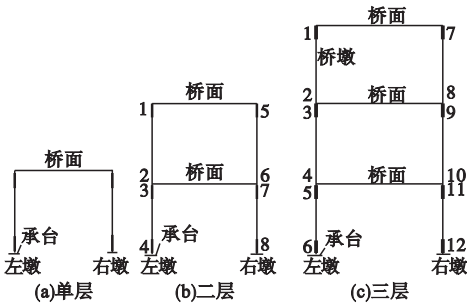 桥面
承台
左墩 右墩
(a)单层
桥面
1 5
桥面
2 6
3 7
承台
4 8
左墩 右墩
(b)二层
桥面
1 7
桥墩
2 桥面 8
3 9
4 桥面 10
5 11
承台
6 12
左墩 右墩
(c)三层